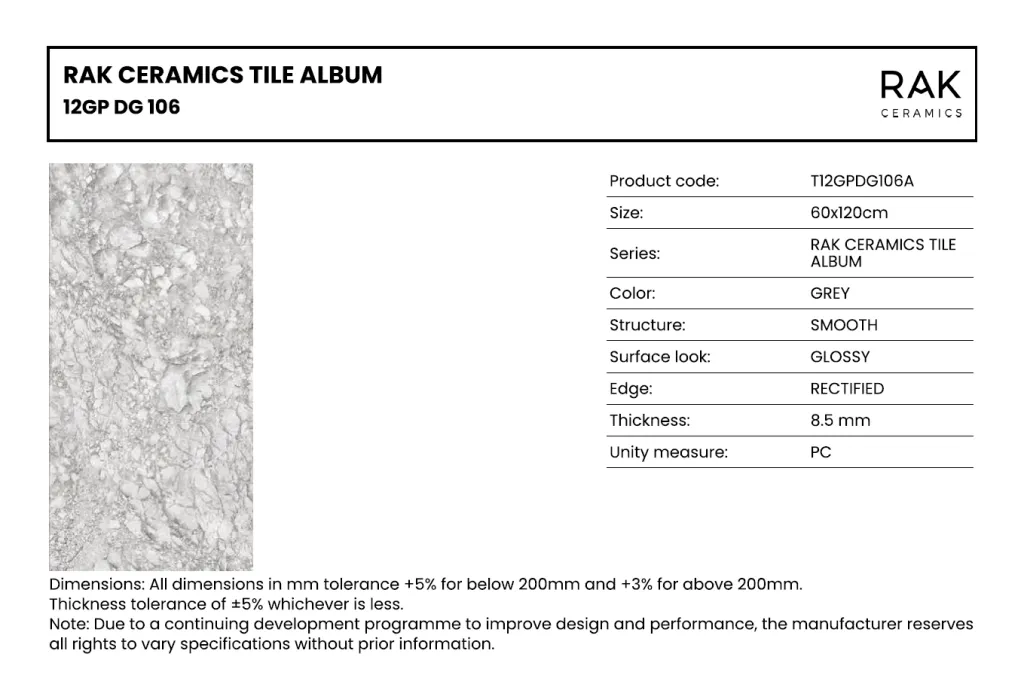 RAK CERAMICS TILE ALBUM
12GP DG 106
RAK
CERAMICS
Product code: T12GPDG106A
Size: 60x120cm
Series: RAK CERAMICS TILE
ALBUM
Color: GREY
Structure: SMOOTH
Surface look: GLOSSY
Edge: RECTIFIED
Thickness: 8.5 mm
Unity measure: PC
Dimensions: All dimensions in mm tolerance +5% for below 200mm and +3% for above 200mm.
Thickness tolerance of ±5% whichever is less.
Note: Due to a continuing development programme to improve design and performance, the manufacturer reserves
all rights to vary specifications without prior information.